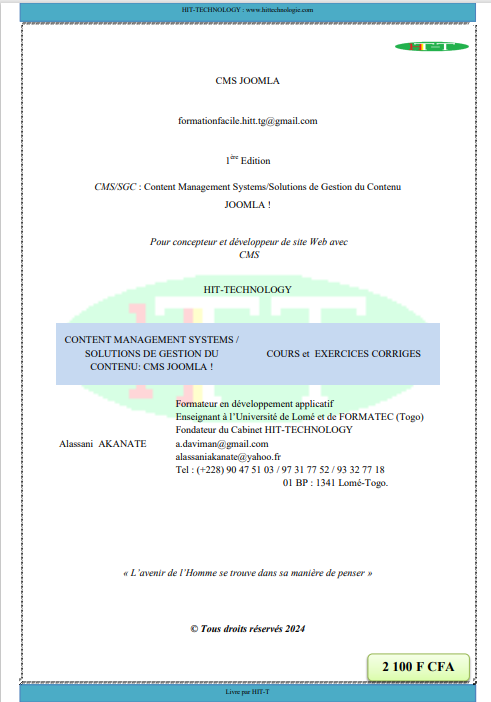 HIT-TECHNOLOGY : www.hittechnologie.com
HIT
CMS JOOMLA
formationfacile.hitt.tg@gmail.com
1ère Edition
CMS/SGC : Content Management Systems/Solutions de Gestion du Contenu
JOOMLA !
Pour concepteur et développeur de site Web avec
CMS
HIT-TECHNOLOGY
CONTENT MANAGEMENT SYSTEMS /
SOLUTIONS DE GESTION DU
CONTENU: CMS JOOMLA !
COURS et EXERCICES CORRIGES
Alassani AKANATE
Formateur en développement applicatif
Enseignant à l’Université de Lomé et de FORMATEC (Togo)
Fondateur du Cabinet HIT-TECHNOLOGY
a.daviman@gmail.com
alassaniakanate@yahoo.fr
Tel : (+228) 90 47 51 03 / 97 31 77 52 / 93 32 77 18
01 BP : 1341 Lomé-Togo.
« L’avenir de l’Homme se trouve dans sa manière de penser »
© Tous droits réservés 2024
2 100 F CFA
Livre par HIT-T